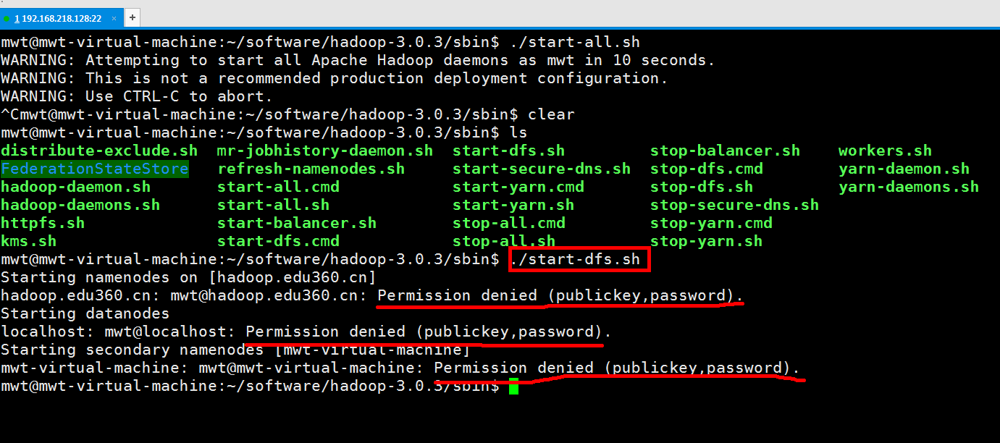 1 192.168.218.128:22 × +
mwt@mwt-virtual-machine:~/software/hadoop-3.0.3/sbin$ ./start-all.sh
WARNING: Attempting to start all Apache Hadoop daemons as mwt in 10 seconds.
WARNING: This is not a recommended production deployment configuration.
WARNING: Use CTRL-C to abort.
^Cmwt@mwt-virtual-machine:~/software/hadoop-3.0.3/sbin$ clear
mwt@mwt-virtual-machine:~/software/hadoop-3.0.3/sbin$ ls
distribute-exclude.sh mr-jobhistory-daemon.sh start-dfs.sh stop-balancer.sh workers.sh
FederationStateStore refresh-namenodes.sh start-secure-dns.sh stop-dfs.cmd yarn-daemon.sh
hadoop-daemon.sh start-all.cmd start-yarn.cmd stop-dfs.sh yarn-daemons.sh
hadoop-daemons.sh start-all.sh start-yarn.sh stop-secure-dns.sh
httpfs.sh start-balancer.sh stop-all.cmd stop-yarn.cmd
kms.sh start-dfs.cmd stop-all.sh stop-yarn.sh
mwt@mwt-virtual-machine:~/software/hadoop-3.0.3/sbin$ ./start-dfs.sh
Starting namenodes on [hadoop.edu360.cn]
hadoop.edu360.cn: mwt@hadoop.edu360.cn: Permission denied (publickey,password).
Starting datanodes
localhost: mwt@localhost: Permission denied (publickey,password).
Starting secondary namenodes [mwt-virtual-machine]
mwt-virtual-machine: mwt@mwt-virtual-machine: Permission denied (publickey,password).
mwt@mwt-virtual-machine:~/software/hadoop-3.0.3/sbin$